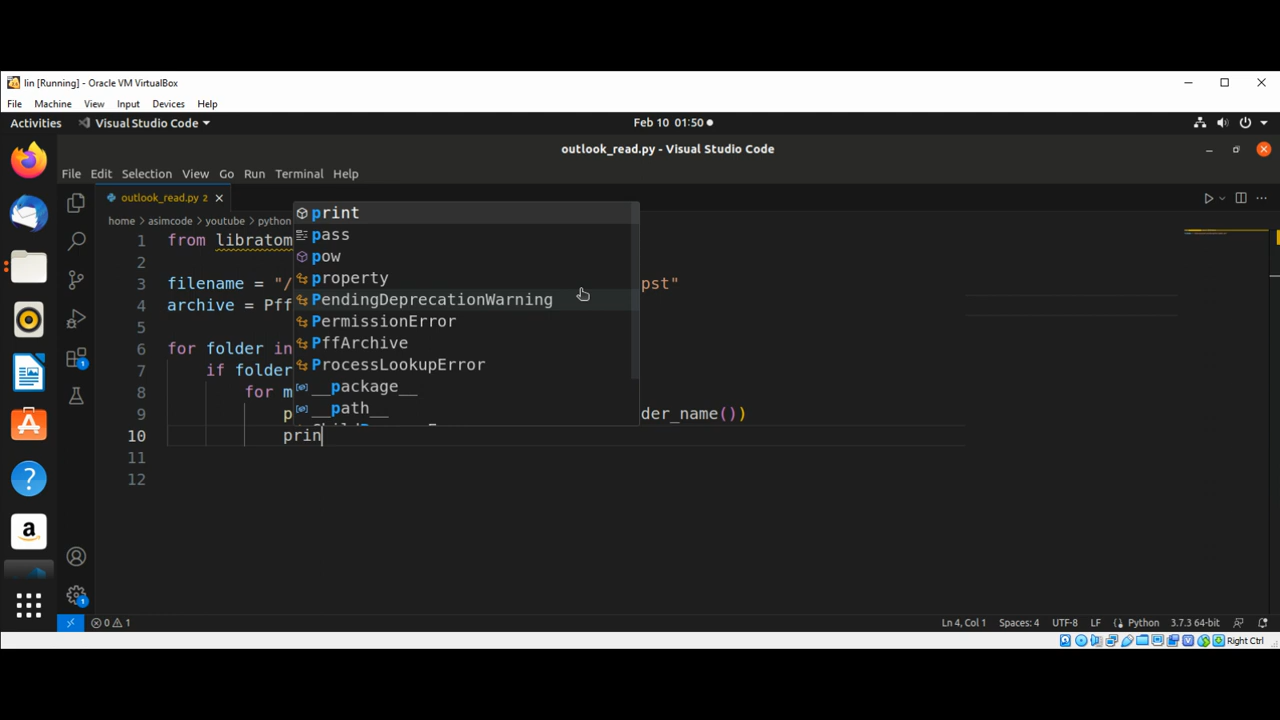 lin [Running] - Oracle VM VirtualBox
File Machine View Input Devices Help
Activities Visual Studio Code Feb 10 01:50
outlook_read.py - Visual Studio Code
File Edit Selection View Go Run Terminal Help
outlook_read.py 2
home asimcode youtube python
1 from libratom
2
3 filename = "/ pst"
4 archive = Pff
5
6 for folder in
7 if folder
8 for m
9 p der_name())
10 prin
11
12
print
pass
pow
property
PendingDeprecationWarning
PermissionError
PffArchive
ProcessLookupError
__package__
__path__
a
1
1
0 1 Ln 4, Col 1 Spaces: 4 UTF-8 LF Python 3.7.3 64-bit
Right Ctrl